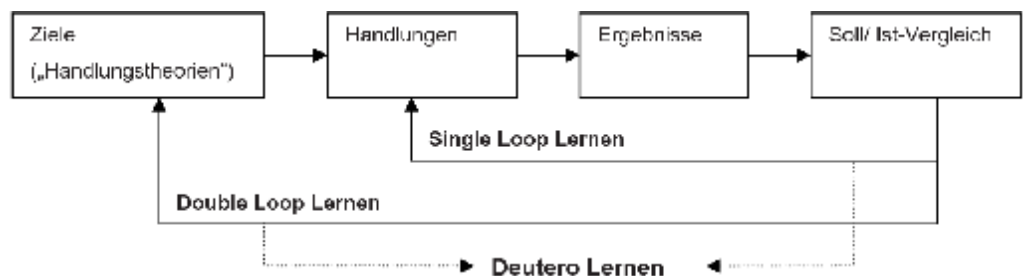 Ziele
(„Handlungstheorien“)
Handlungen
Ergebnisse
Soll/ Ist-Vergleich
Single Loop Lernen
Double Loop Lernen
Deutero Lernen